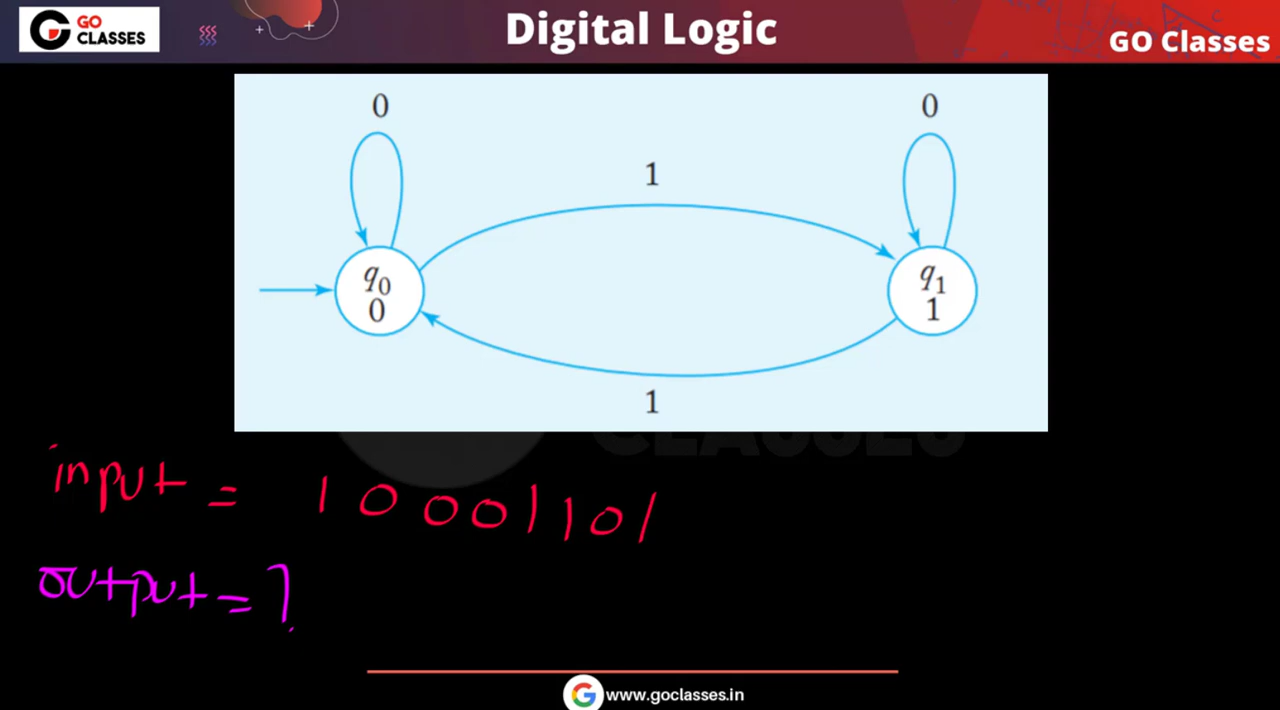 GO
CLASSES
Digital Logic
GO Classes
0
0
1
q0
0
q1
1
1
CLASSES
input = 10001101
output = ?
www.goclasses.in